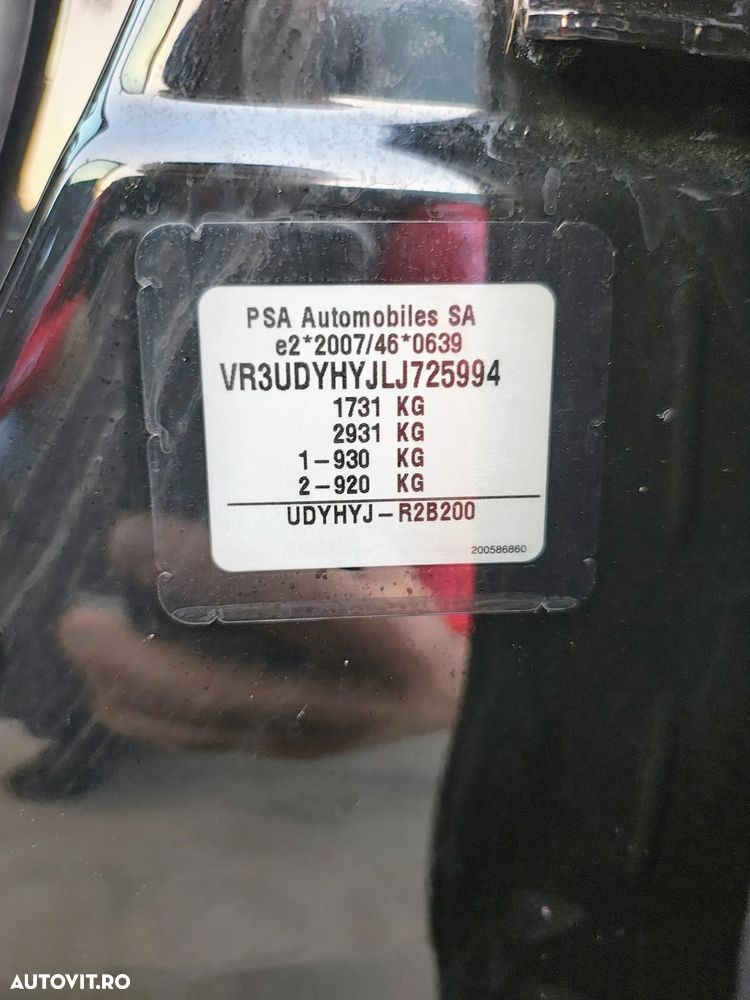 PSA Automobiles SA
e2*2007/46*0639
VR3UDYHYJLJ725994
1731 KG
2931 KG
1-930 KG
2-920 KG
UDYHYJ-R2B200
200586860
AUTOVIT.RO